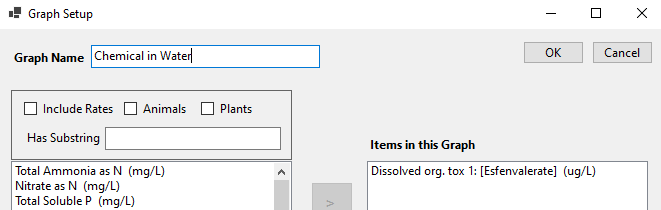 Graph Setup
Graph Name Chemical in Water OK Cancel
Include Rates Animals Plants
Has Substring
Items in this Graph
Total Ammonia as N (mg/L)
Nitrate as N (mg/L)
Total Soluble P (mg/L)
>
Dissolved org. tox 1: [Esfenvalerate] (ug/L)